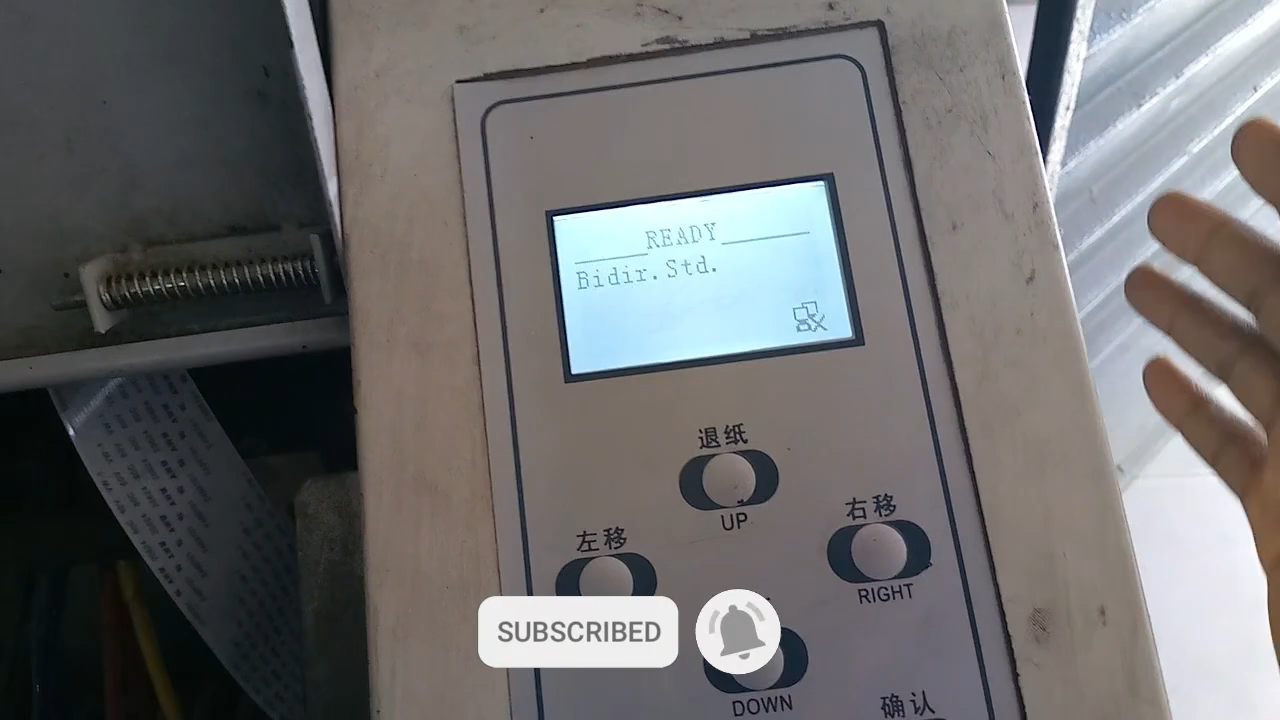 READY
Bidir.Std.
退纸
UP
左移
右移
RIGHT
SUBSCRIBED
DOWN
确认